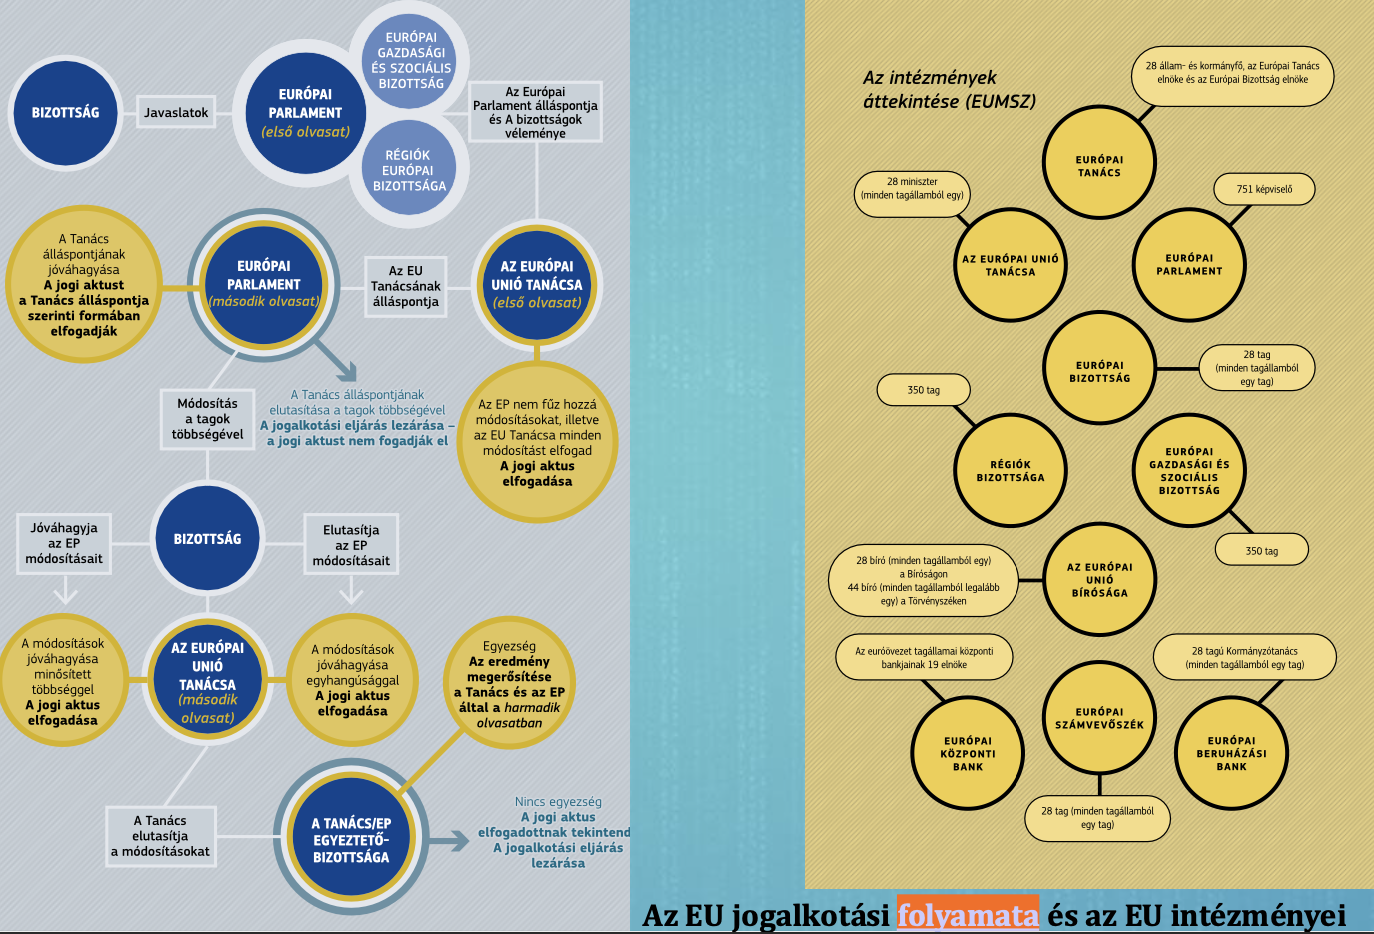 BIZOTTSÁG
Javaslatok
EURÓPAI
PARLAMENT
(első olvasat)
EURÓPAI
GAZDASÁGI
ÉS SZOCIÁLIS
BIZOTTSÁG
RÉGIÓK
EURÓPAI
BIZOTTSÁGA
Az Európai
Parlament álláspontja
és A bizottságok
véleménye
A Tanács
álláspontjának
jóváhagyása
A jogi aktust
a Tanács álláspontja
szerinti formában
elfogadják
EURÓPAI
PARLAMENT
(második olvasat)
Az EU
Tanácsának
álláspontja
AZ EURÓPAI
UNIÓ TANÁCSA
(első olvasat)
Módosítás
a tagok
többségével
A Tanács álláspontjának
elutasítása a tagok többségével
A jogalkotási eljárás lezárása –
a jogi aktust nem fogadják el
Az EP nem fűz hozzá
módosításokat, illetve
az EU Tanácsa minden
módosítást elfogad
A jogi aktus
elfogadása
Jóváhagyja
az EP
módosításait
BIZOTTSÁG
Elutasítja
az EP
módosításait
A módosítások
jóváhagyása
minősített
többséggel
A jogi aktus
elfogadása
AZ EURÓPAI
UNIÓ
TANÁCSA
(második
olvasat)
A módosítások
jóváhagyása
egyhangúsággal
A jogi aktus
elfogadása
Egyezség
Az eredmény
megerősítése
a Tanács és az EP
által a harmadik
olvasatban
A Tanács
elutasítja
a módosításokat
A TANÁCS/EP
EGYEZTETŐ-
BIZOTTSÁGA
Nincs egyezség
A jogi aktus
elfogadottnak tekintend
A jogalkotási eljárás
lezárása
Az intézmények
áttekintése (EUMSZ)
28 állam- és kormányfő, az Európai Tanács
elnöke és az Európai Bizottság elnöke
EURÓPAI
TANÁCS
28 miniszter
(minden tagállamból egy)
AZ EURÓPAI UNIÓ
TANÁCSA
751 képviselő
EURÓPAI
PARLAMENT
EURÓPAI
BIZOTTSÁG
28 tag
(minden tagállamból
egy tag)
350 tag
RÉGIÓK
BIZOTTSÁGA
EURÓPAI
GAZDASÁGI ÉS
SZOCIÁLIS
BIZOTTSÁG
350 tag
28 bíró (minden tagállamból egy)
a Bíróságon
44 bíró (minden tagállamból legalább
egy) a Törvényszéken
AZ EURÓPAI
UNIÓ
BÍRÓSÁGA
Az euróövezet tagállamai központi
bankjainak 19 elnöke
EURÓPAI
KÖZPONTI
BANK
EURÓPAI
SZÁMVEVŐSZÉK
28 tag (minden tagállamból
egy tag)
28 tagú Kormányzótanács
(minden tagállamból egy tag)
EURÓPAI
BERUHÁZÁSI
BANK
Az EU jogalkotási folyamata és az EU intézményei